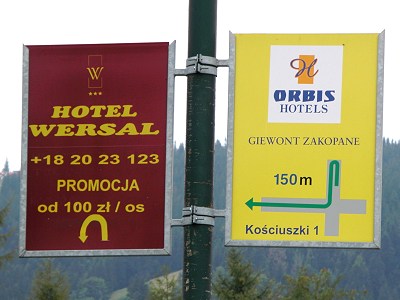 W
HOTEL
WERSAL
+18 20 23 123
PROMOCJA
od 100 zł / os
H
ORBIS
HOTELS
GIEWONT ZAKOPANE
150m
Kościuszki 1